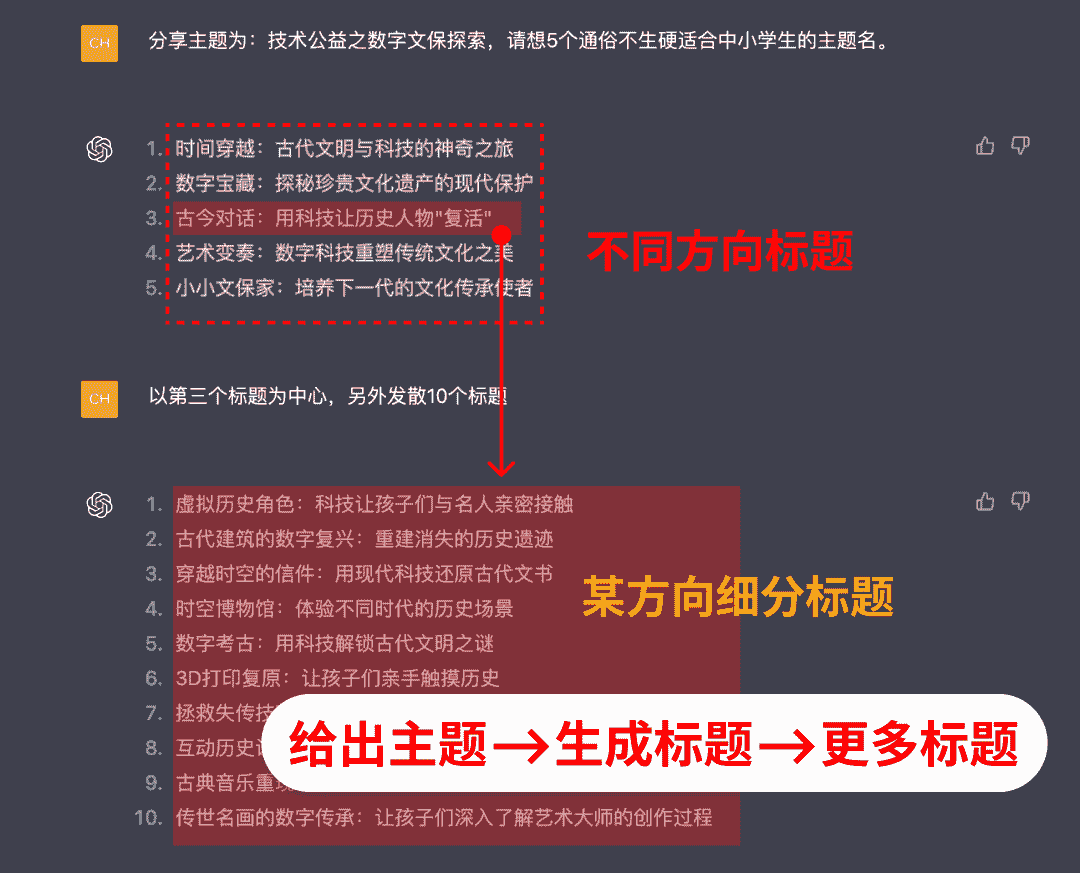 CH
分享主题为：技术公益之数字文保探索，请想5个通俗不生硬适合中小学生的主题名。
1. 时间穿越：古代文明与科技的神奇之旅
2. 数字宝藏：探秘珍贵文化遗产的现代保护
3. 古今对话：用科技让历史人物"复活"
4. 艺术变奏：数字科技重塑传统文化之美
5. 小小文保家：培养下一代的文化传承使者
不同方向标题
CH
以第三个标题为中心，另外发散10个标题
1. 虚拟历史角色：科技让孩子们与名人亲密接触
2. 古代建筑的数字复兴：重建消失的历史遗迹
3. 穿越时空的信件：用现代科技还原古代文书
4. 时空博物馆：体验不同时代的历史场景
5. 数字考古：用科技解锁古代文明之谜
6. 3D打印复原：让孩子们亲手触摸历史
某方向细分标题
7. 拯救失传技
8. 互动历史
9. 古典音乐重现
10. 传世名画的数字传承：让孩子们深入了解艺术大师的创作过程
给出主题→生成标题→更多标题